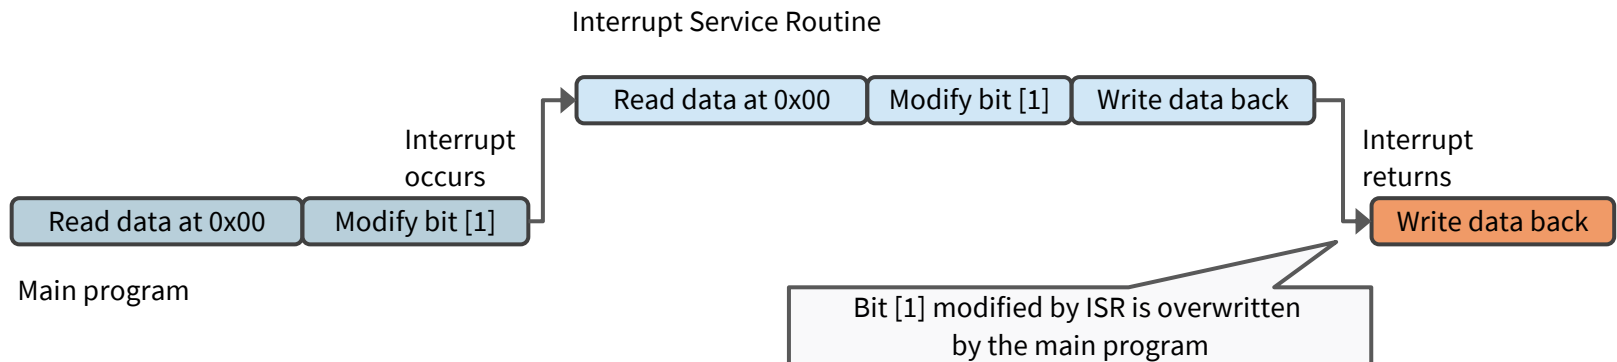 Interrupt Service Routine
Read data at 0x00
Modify bit [1]
Write data back
Interrupt
occurs
Interrupt
returns
Read data at 0x00
Modify bit [1]
Write data back
Main program
Bit [1] modified by ISR is overwritten
by the main program